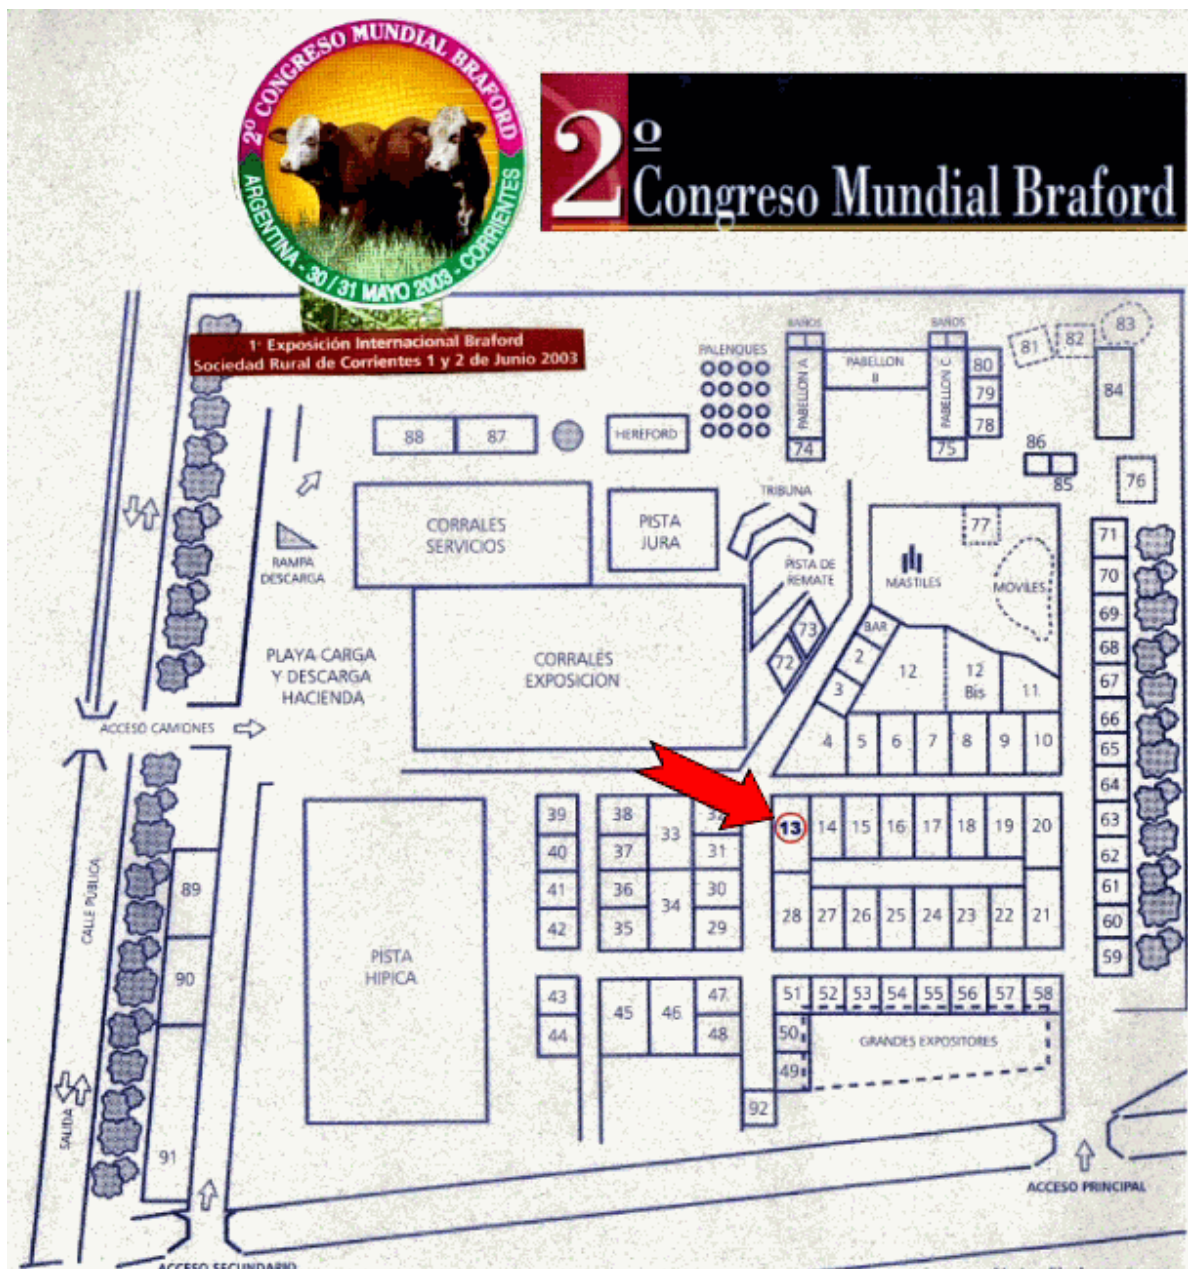 2º CONGRESO MUNDIAL BRAFORD
ARGENTINA - 30 / 31 MAYO 2003 - CORRIENTES
2º
Congreso Mundial Braford
1ª Exposición Internacional Braford
Sociedad Rural de Corrientes 1 y 2 de Junio 2003
BAÑOS
BAÑOS
PALENQUES
PABELLON A
PABELLON
B
PABELLON C
80
79
78
81
82
83
84
74
75
86
85
76
88
87
HEREFORD
TRIBUNA
CORRALES
SERVICIOS
PISTA
JURA
PISTA DE
REMATE
77
MASTILES
MOVILES
RAMPA
DESCARGA
71
70
69
68
67
66
65
64
63
62
61
60
59
PLAYA CARGA
Y DESCARGA
HACIENDA
CORRALES
EXPOSICION
73
72
BAR
2
3
12
12
Bis
11
ACCESO CAMIONES
4 5 6 7 8 9 10
39
40
41
42
38
37
36
35
33
34
32
31
30
29
13 14 15 16 17 18 19 20
28 27 26 25 24 23 22 21
CALLE PUBLICA
89
90
91
PISTA
HIPICA
43
44
45
46
47
48
51 52 53 54 55 56 57 58
50
49
GRANDES EXPOSITORES
92
SALIDA
ACCESO PRINCIPAL
ACCESO SECUNDARIO